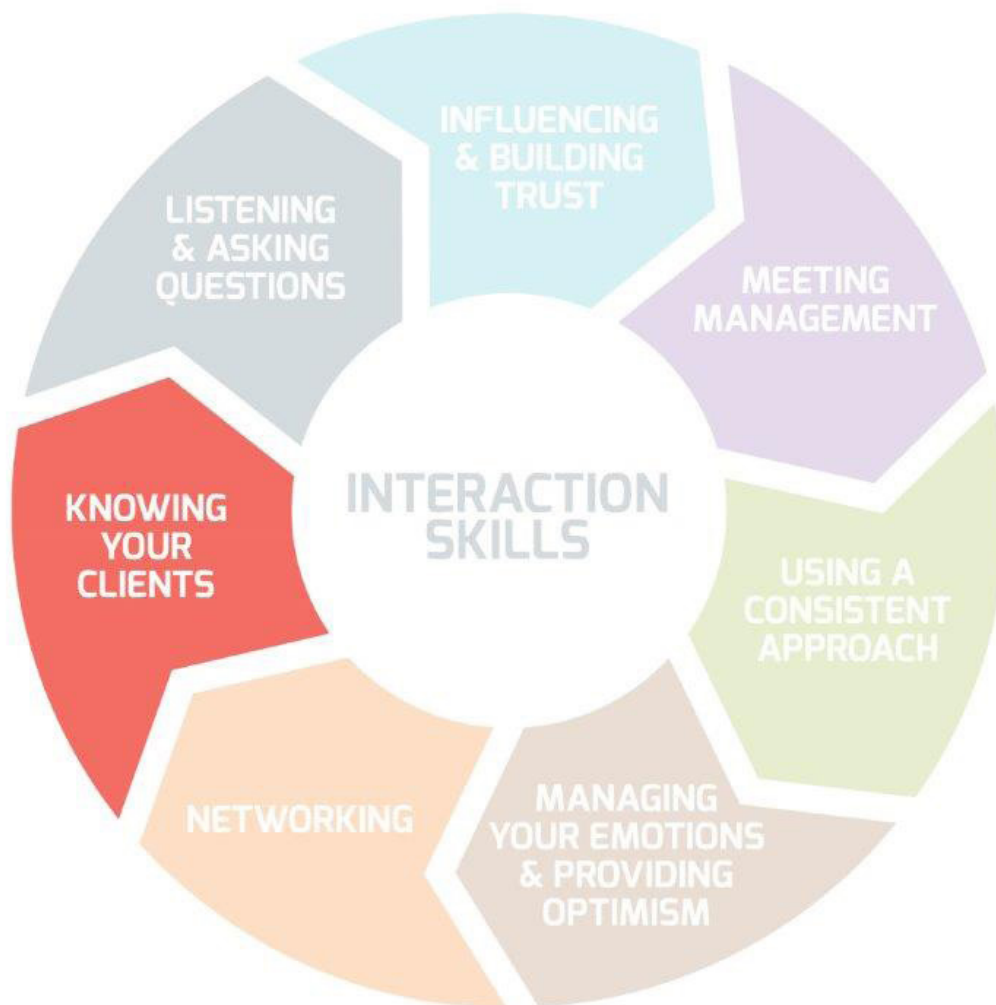 INFLUENCING
& BUILDING
TRUST
MEETING
MANAGEMENT
USING A
CONSISTENT
APPROACH
MANAGING
YOUR EMOTIONS
& PROVIDING
OPTIMISM
NETWORKING
KNOWING
YOUR
CLIENTS
LISTENING
& ASKING
QUESTIONS
INTERACTION
SKILLS